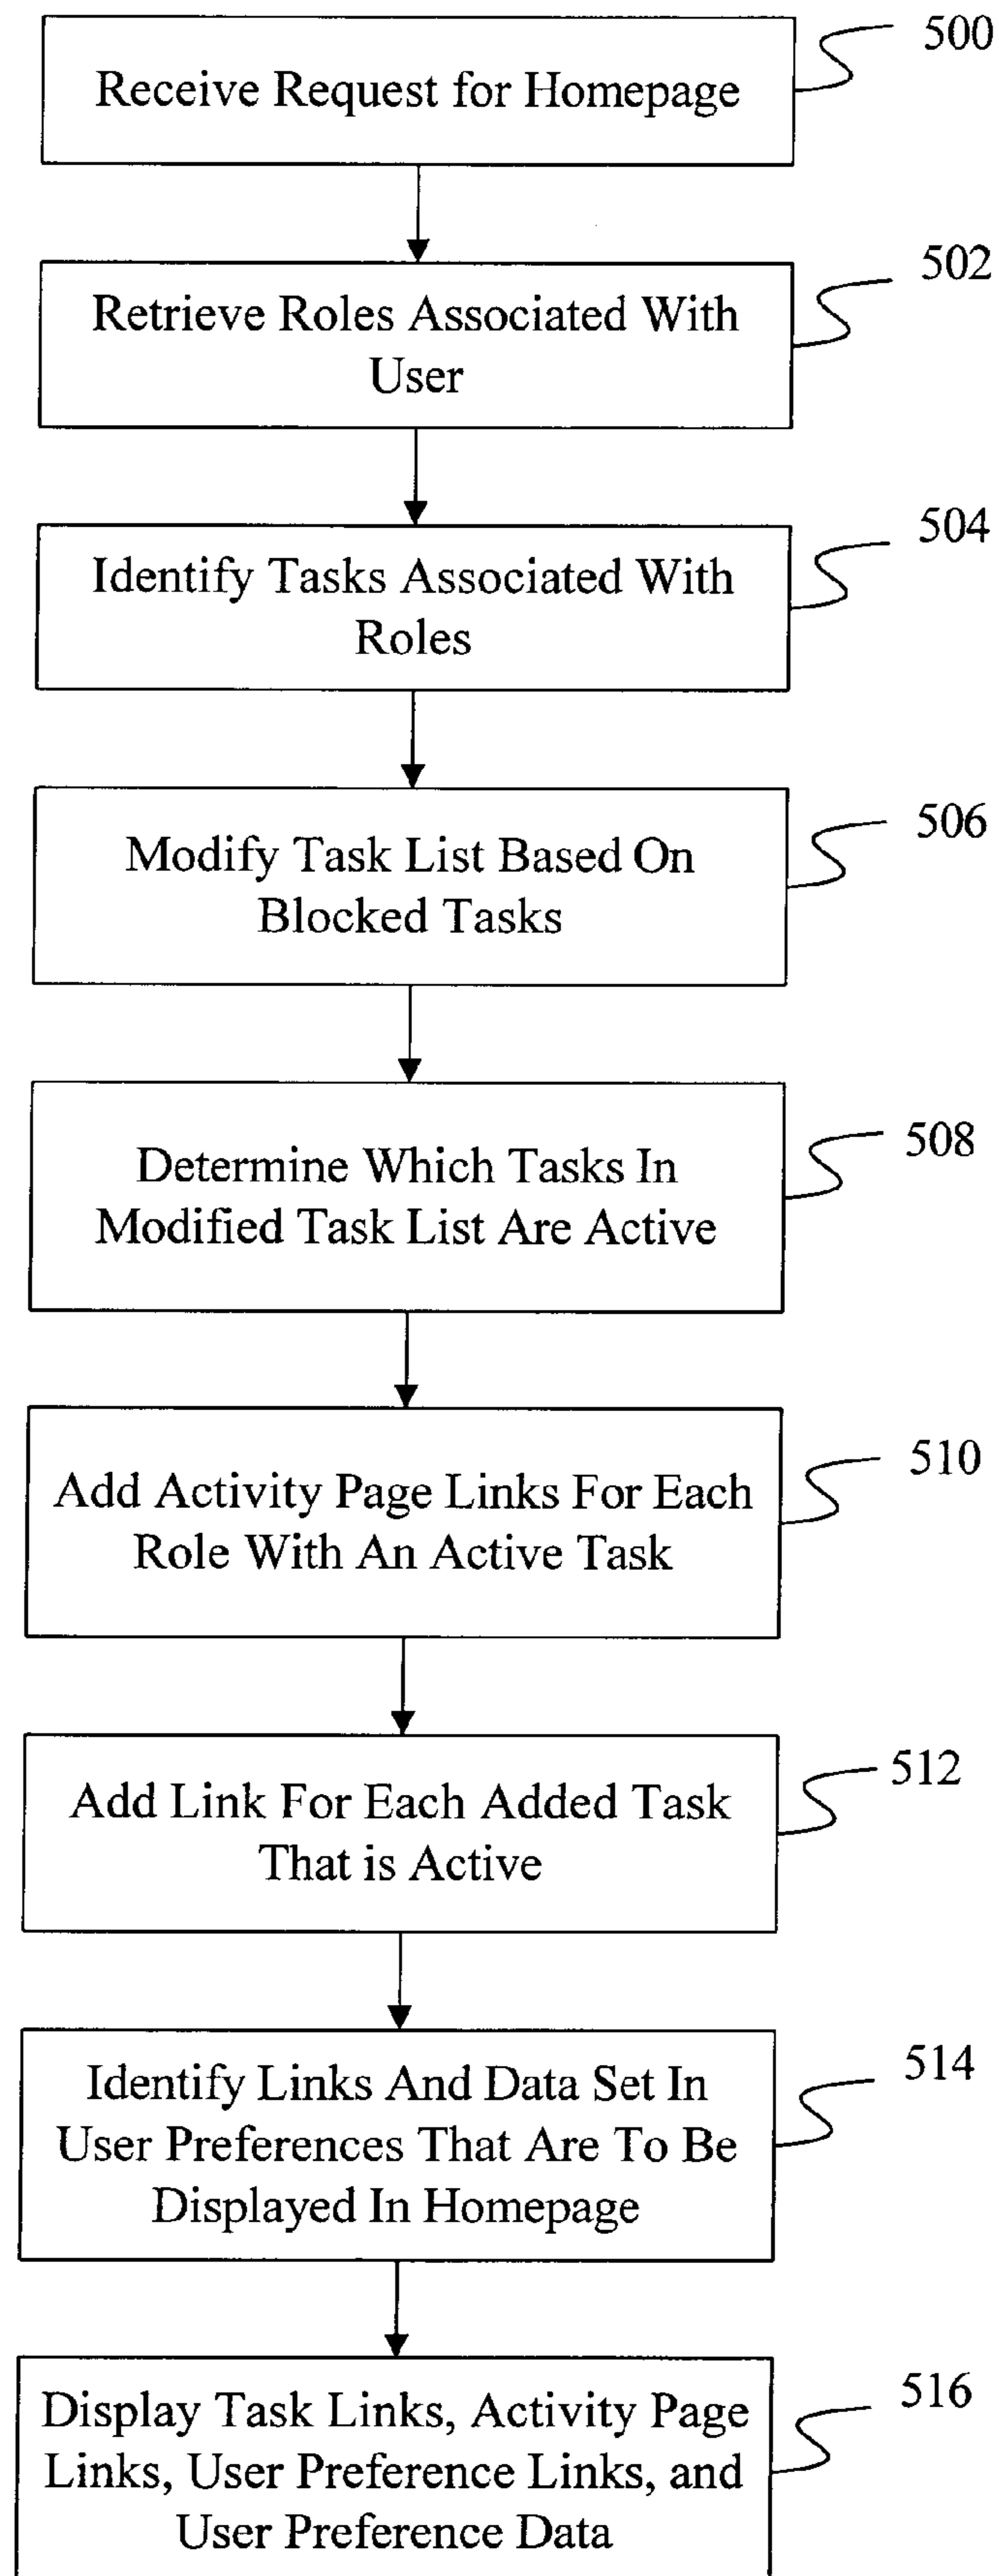 500
Receive Request for Homepage
502
Retrieve Roles Associated With
User
504
Identify Tasks Associated With
Roles
506
Modify Task List Based On
Blocked Tasks
508
Determine Which Tasks In
Modified Task List Are Active
510
Add Activity Page Links For Each
Role With An Active Task
512
Add Link For Each Added Task
That is Active
514
Identify Links And Data Set In
User Preferences That Are To Be
Displayed In Homepage
516
Display Task Links, Activity Page
Links, User Preference Links, and
User Preference Data